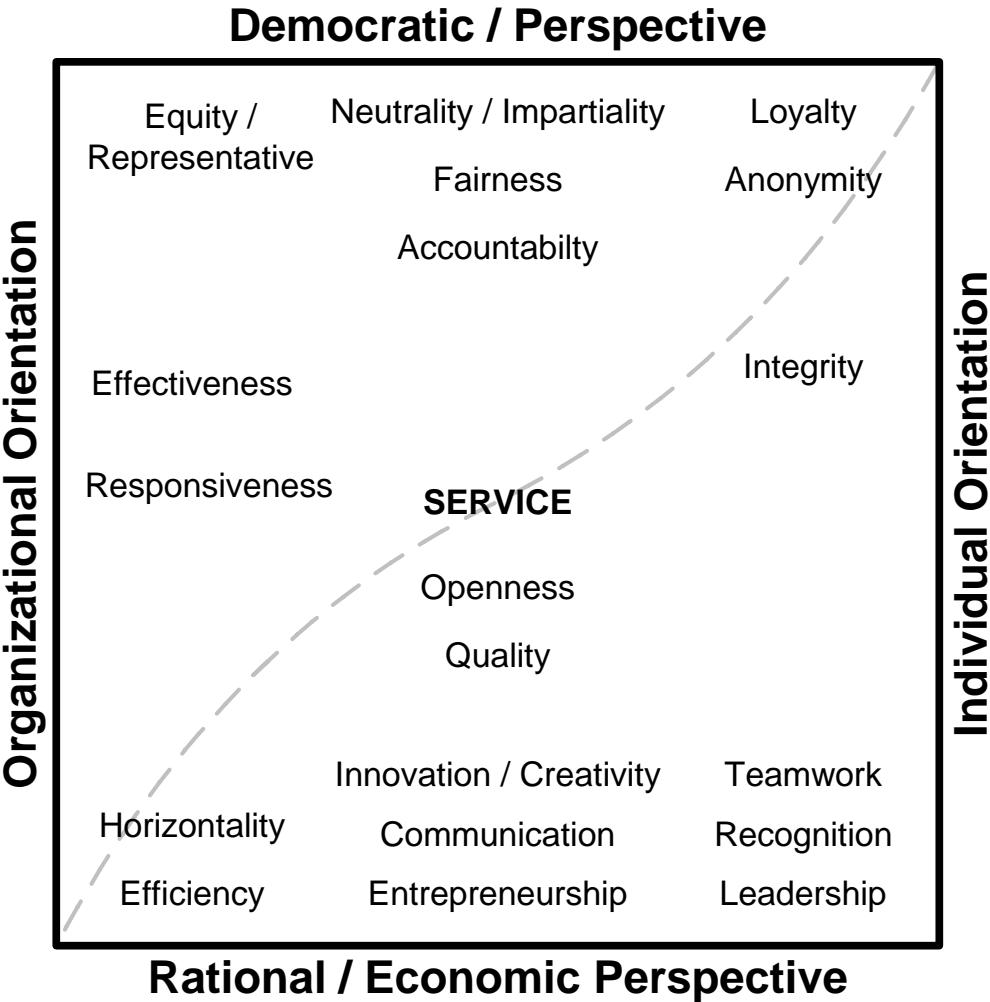 Democratic / Perspective
Equity /
Representative
Neutrality / Impartiality
Loyalty
Fairness
Anonymity
Accountabilty
Organizational Orientation
Individual Orientation
Effectiveness
Integrity
Responsiveness
SERVICE
Openness
Quality
Innovation / Creativity
Teamwork
Horizontality
Communication
Recognition
Efficiency
Entrepreneurship
Leadership
Rational / Economic Perspective